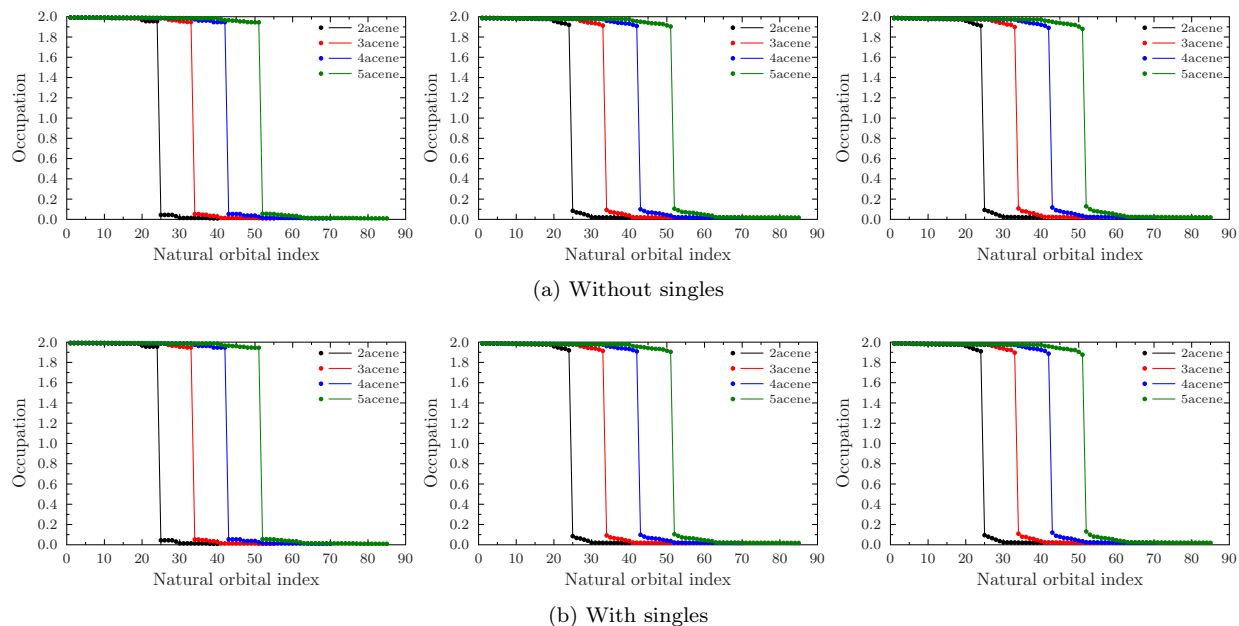 2.0
1.8
1.6
1.4
1.2
1.0
0.8
0.6
0.4
0.2
0.0
Occupation
0 10 20 30 40 50 60 70 80 90
Natural orbital index
2acene
3acene
4acene
5acene
2.0
1.8
1.6
1.4
1.2
1.0
0.8
0.6
0.4
0.2
0.0
Occupation
0 10 20 30 40 50 60 70 80 90
Natural orbital index
2acene
3acene
4acene
5acene
2.0
1.8
1.6
1.4
1.2
1.0
0.8
0.6
0.4
0.2
0.0
Occupation
0 10 20 30 40 50 60 70 80 90
Natural orbital index
2acene
3acene
4acene
5acene
(a) Without singles
2.0
1.8
1.6
1.4
1.2
1.0
0.8
0.6
0.4
0.2
0.0
Occupation
0 10 20 30 40 50 60 70 80 90
Natural orbital index
2acene
3acene
4acene
5acene
2.0
1.8
1.6
1.4
1.2
1.0
0.8
0.6
0.4
0.2
0.0
Occupation
0 10 20 30 40 50 60 70 80 90
Natural orbital index
2acene
3acene
4acene
5acene
2.0
1.8
1.6
1.4
1.2
1.0
0.8
0.6
0.4
0.2
0.0
Occupation
0 10 20 30 40 50 60 70 80 90
Natural orbital index
2acene
3acene
4acene
5acene
(b) With singles